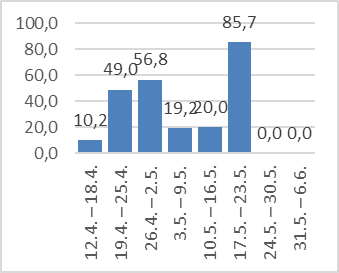 100,0
80,0
60,0
40,0
20,0
0,0
10,2
49,0
56,8
19,2
20,0
85,7
0,0
0,0
12.4. – 18.4.
19.4. – 25.4.
26.4. – 2.5.
3.5. – 9.5.
10.5. – 16.5.
17.5. – 23.5.
24.5. – 30.5.
31.5. – 6.6.